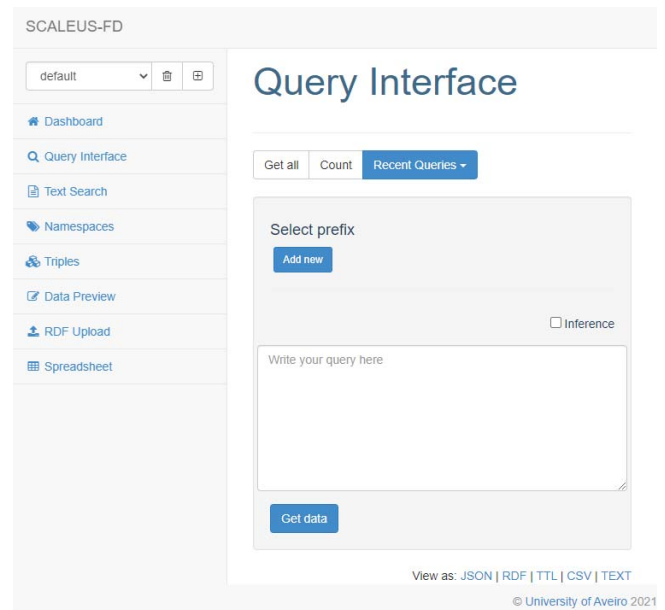 SCALEUS-FD
default
Dashboard
Query Interface
Text Search
Namespaces
Triples
Data Preview
RDF Upload
Spreadsheet
Query Interface
Get all Count Recent Queries
Select prefix
Add new
Inference
Write your query here
Get data
View as: JSON | RDF | TTL | CSV | TEXT
© University of Aveiro 2021